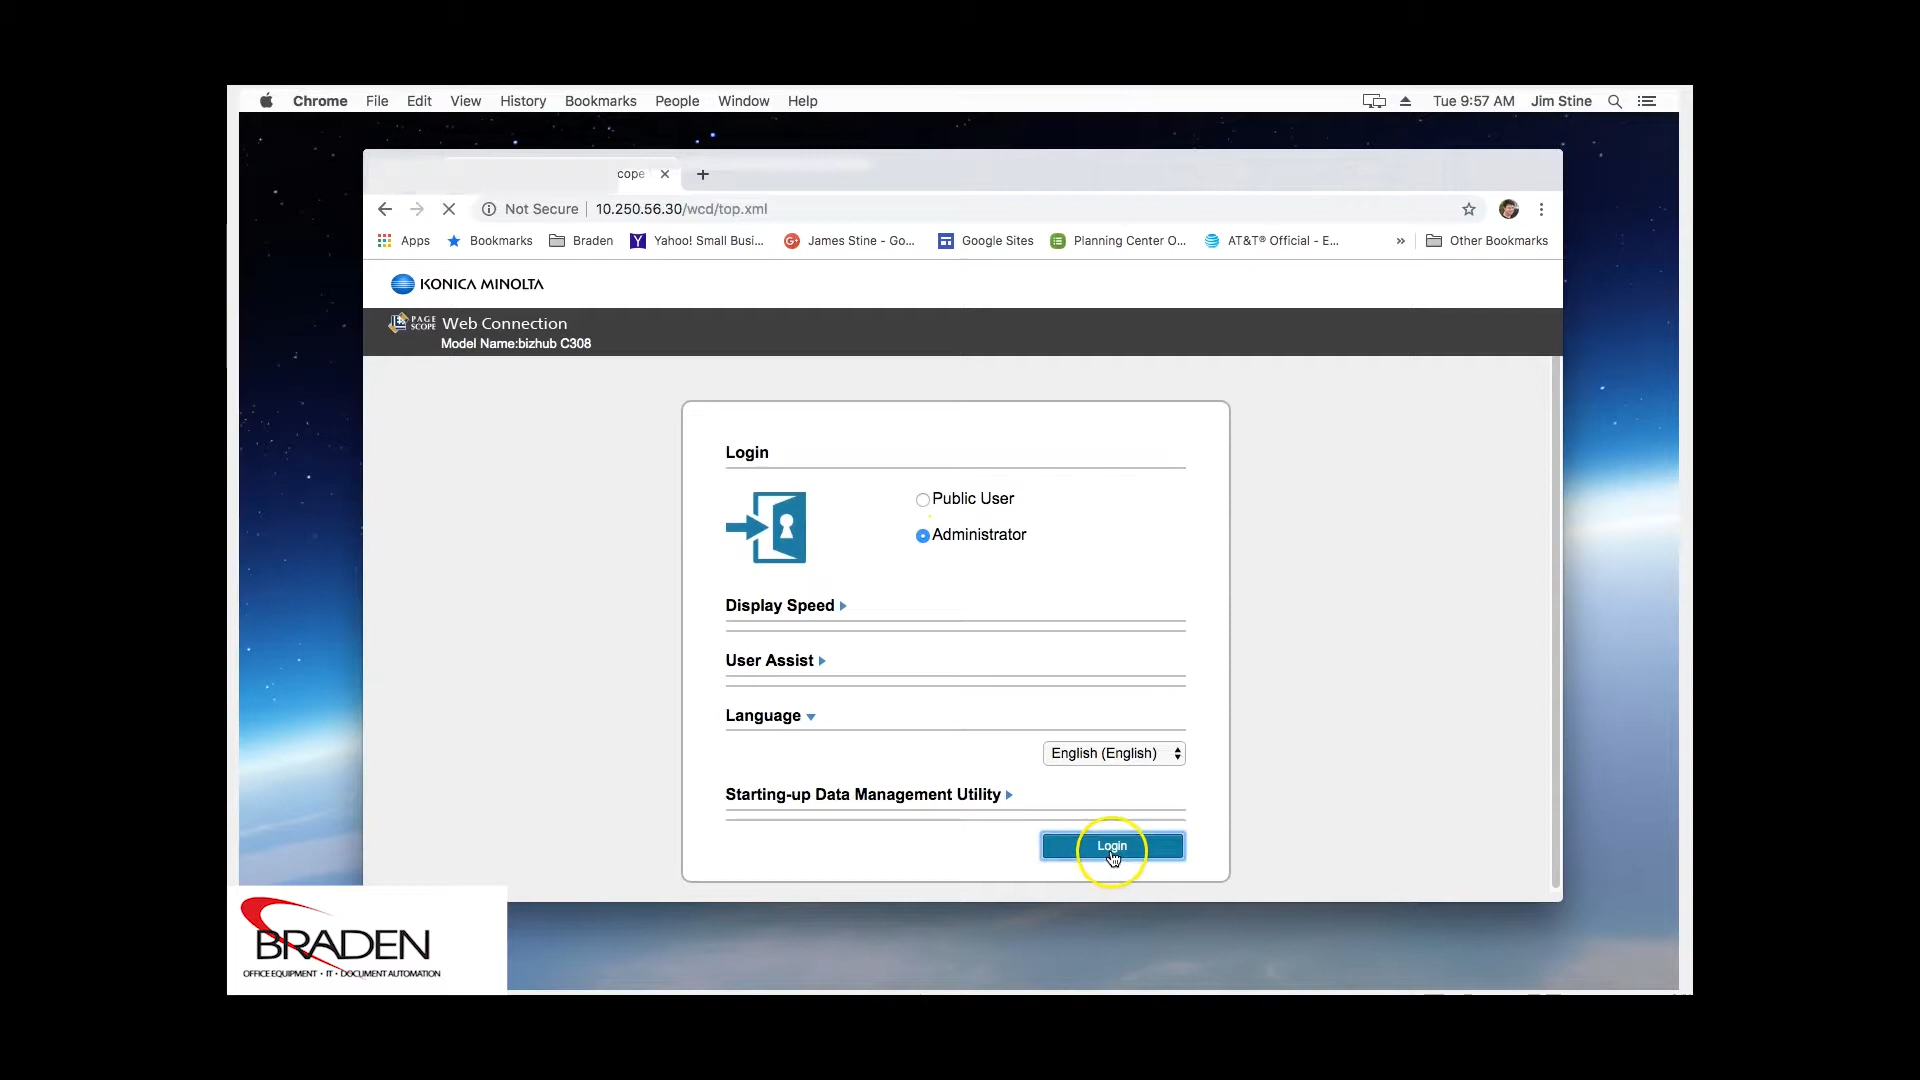 Chrome File Edit View History Bookmarks People Window Help Tue 9:57 AM Jim Stine
cope
Not Secure 10.250.56.30/wcd/top.xml
Apps Bookmarks Braden Yahoo! Small Busi... James Stine - Go... Google Sites Planning Center O... AT&T® Official - E... » Other Bookmarks
KONICA MINOLTA
PAGE SCOPE Web Connection
Model Name:bizhub C308
Login
Public User
Administrator
Display Speed
User Assist
Language
English (English)
Starting-up Data Management Utility
Login
BRADEN
OFFICE EQUIPMENT • IT • DOCUMENT AUTOMATION